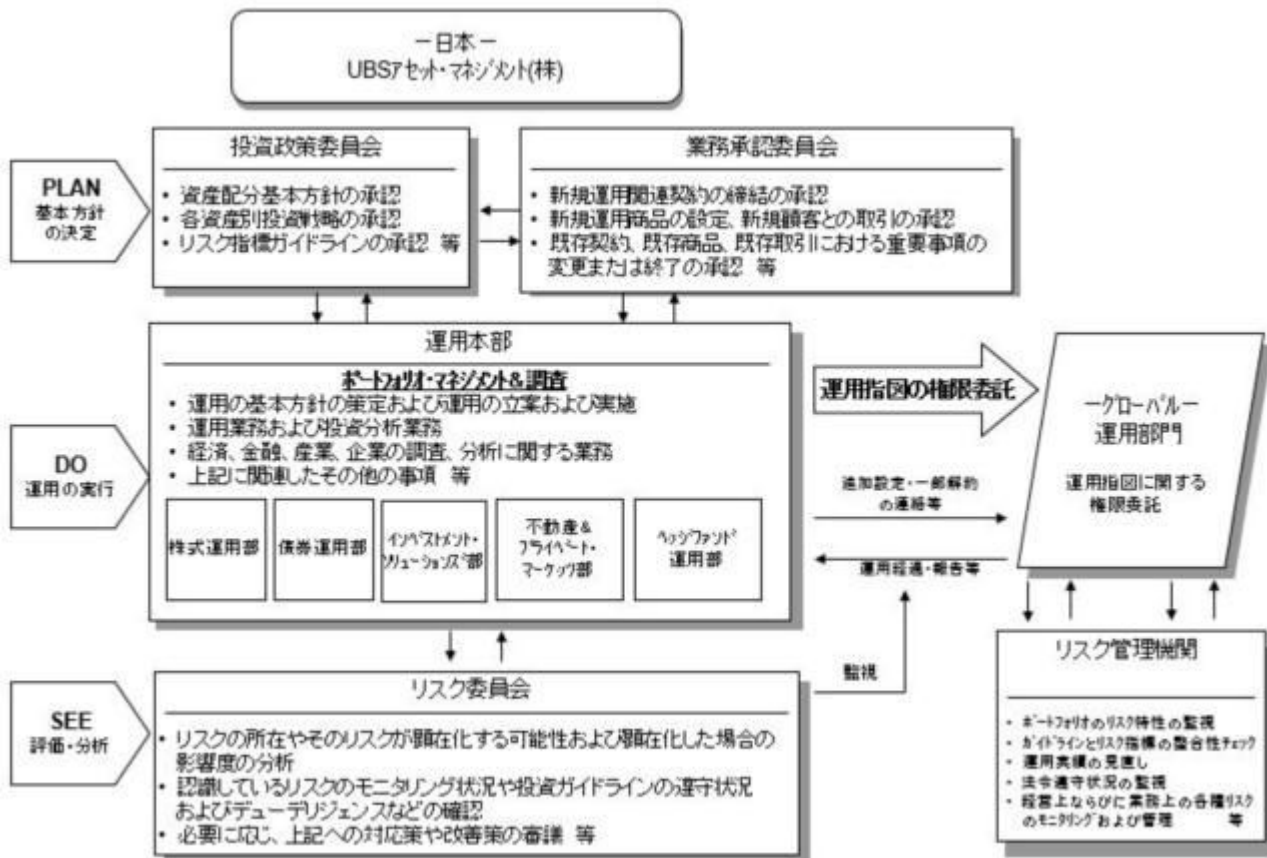 －日本－
UBSｱｾｯﾄ･ﾏﾈｼﾞﾒﾝﾄ(株)
PLAN
基本方針
の決定
投資政策委員会
・ 資産配分基本方針の承認
・ 各資産別投資戦略の承認
・ リスク指標ガイドラインの承認 等
業務承認委員会
・ 新規運用関連契約の締結の承認
・ 新規運用商品の設定、新規顧客との取引の承認
・ 既存契約、既存商品、既存取引における重要事項の
変更または終了の承認 等
DO
運用の実行
運用本部
ﾎﾟｰﾄﾌｫﾘｵ･ﾏﾈｼﾞﾒﾝﾄ&調査
・ 運用の基本方針の策定および運用の立案および実施
・ 運用業務および投資分析業務
・ 経済、金融、産業、企業の調査、分析に関する業務
・ 上記に関連したその他の事項 等
株式運用部
債券運用部
ｲﾝﾍﾞｽﾄﾒﾝﾄ･
ｿﾘｭｰｼｮﾝｽﾞ部
不動産&
ﾌﾟﾗｲﾍﾞｰﾄ･
ﾏｰｹｯﾂ部
ﾍｯｼﾞﾌｧﾝﾄﾞ
運用部
運用指図の権限委託
追加設定・一部解約
の連絡等
運用経過・報告等
監視
－ｸﾞﾛｰﾊﾞﾙ－
運用部門
運用指図に関する
権限委託
SEE
評価・分析
リスク委員会
・ リスクの所在やそのリスクが顕在化する可能性および顕在化した場合の
影響度の分析
・ 認識しているリスクのモニタリング状況や投資ガイドラインの遵守状況
およびデューデリジェンスなどの確認
・ 必要に応じ、上記への対応策や改善策の審議 等
リスク管理機関
・ ﾎﾟｰﾄﾌｫﾘｵのﾘｽｸ特性の監視
・ ｶﾞｲﾄﾞﾗｲﾝとﾘｽｸ指標の整合性ﾁｪｯｸ
・ 運用実績の見直し
・ 法令遵守状況の監視
・ 経営上ならびに業務上の各種ﾘｽｸ
のﾓﾆﾀﾘﾝｸﾞおよび管理 等